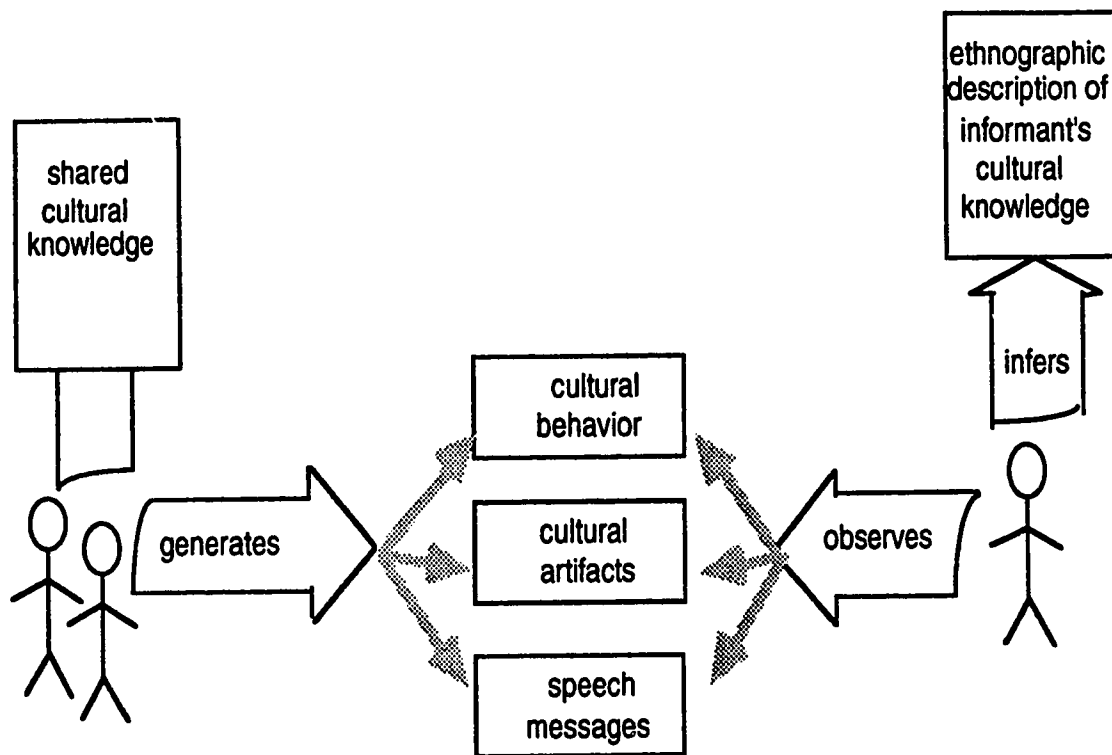 shared
cultural
knowledge
generates
cultural
behavior
cultural
artifacts
speech
messages
observes
infers
ethnographic
description of
informant's
cultural
knowledge